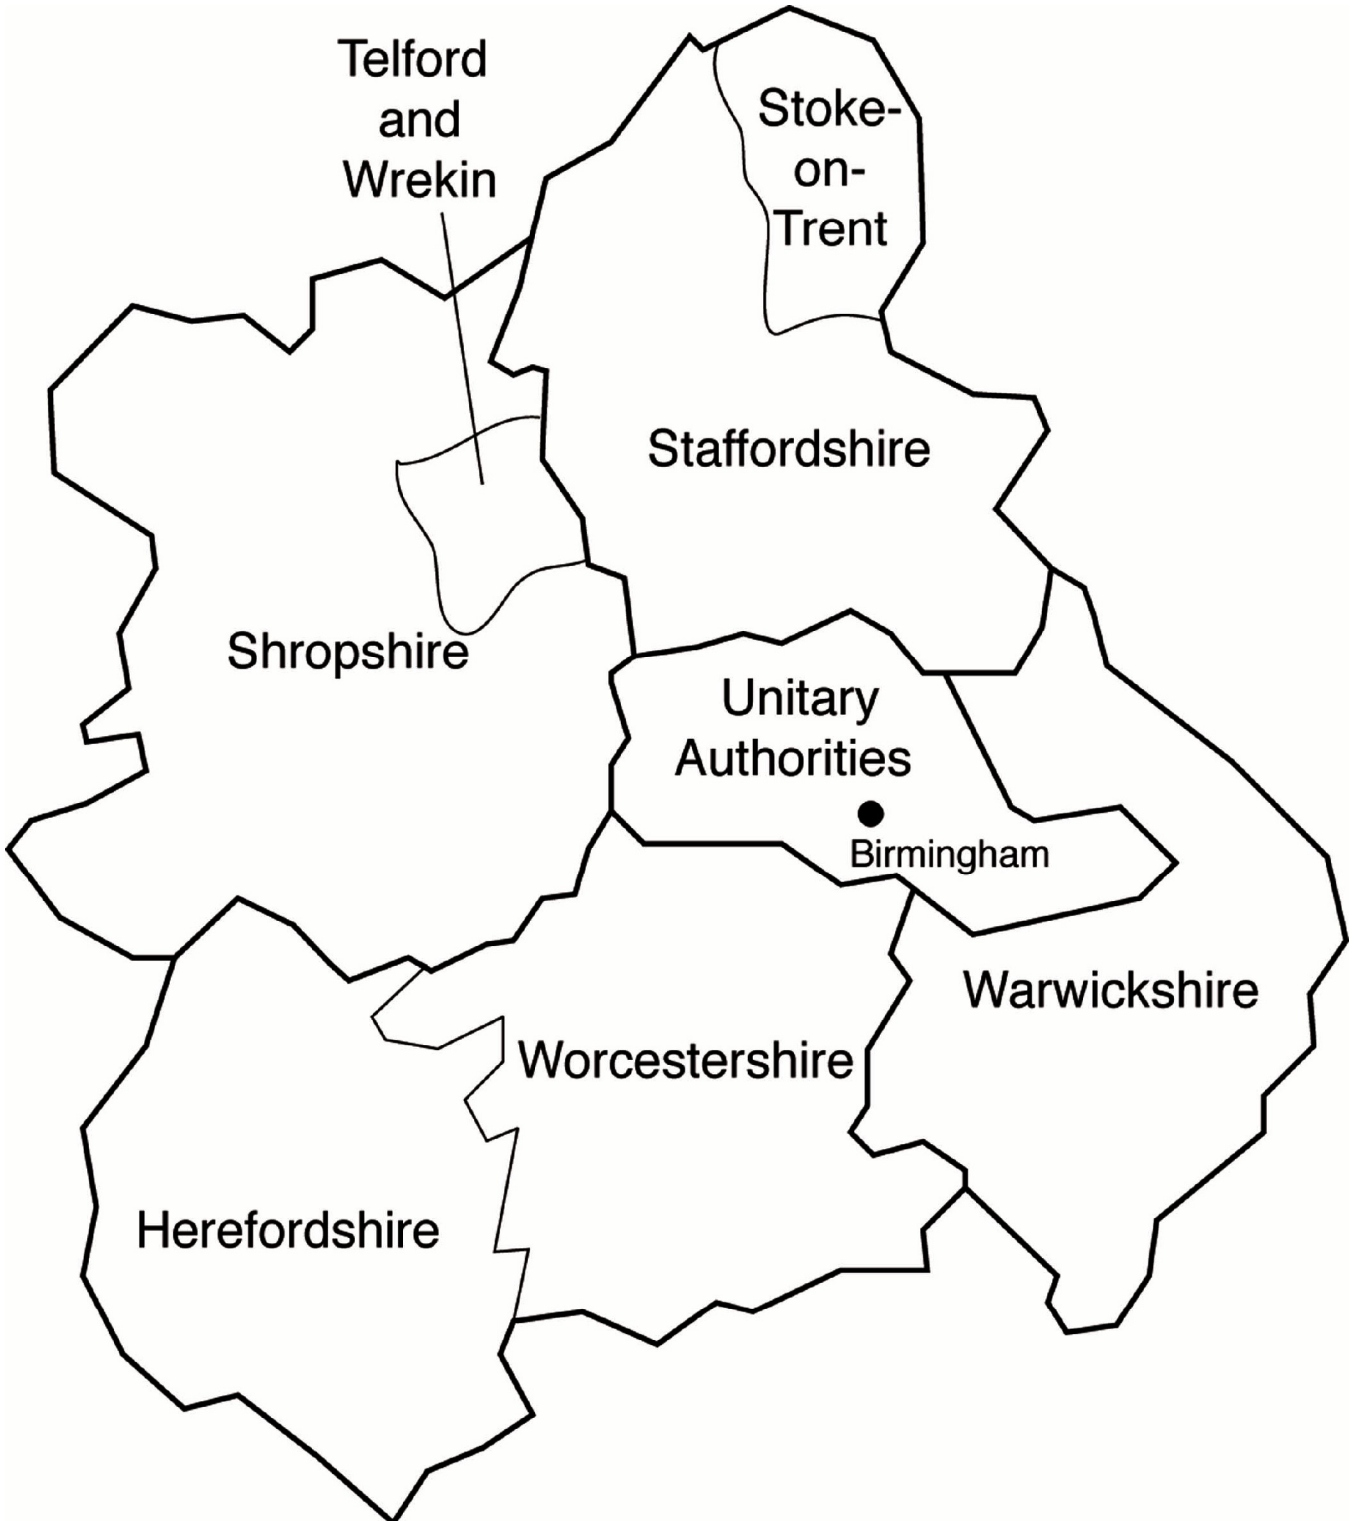 Telford
and
Wrekin
Stoke-
on-
Trent
Staffordshire
Shropshire
Unitary
Authorities
Birmingham
Warwickshire
Worcestershire
Herefordshire